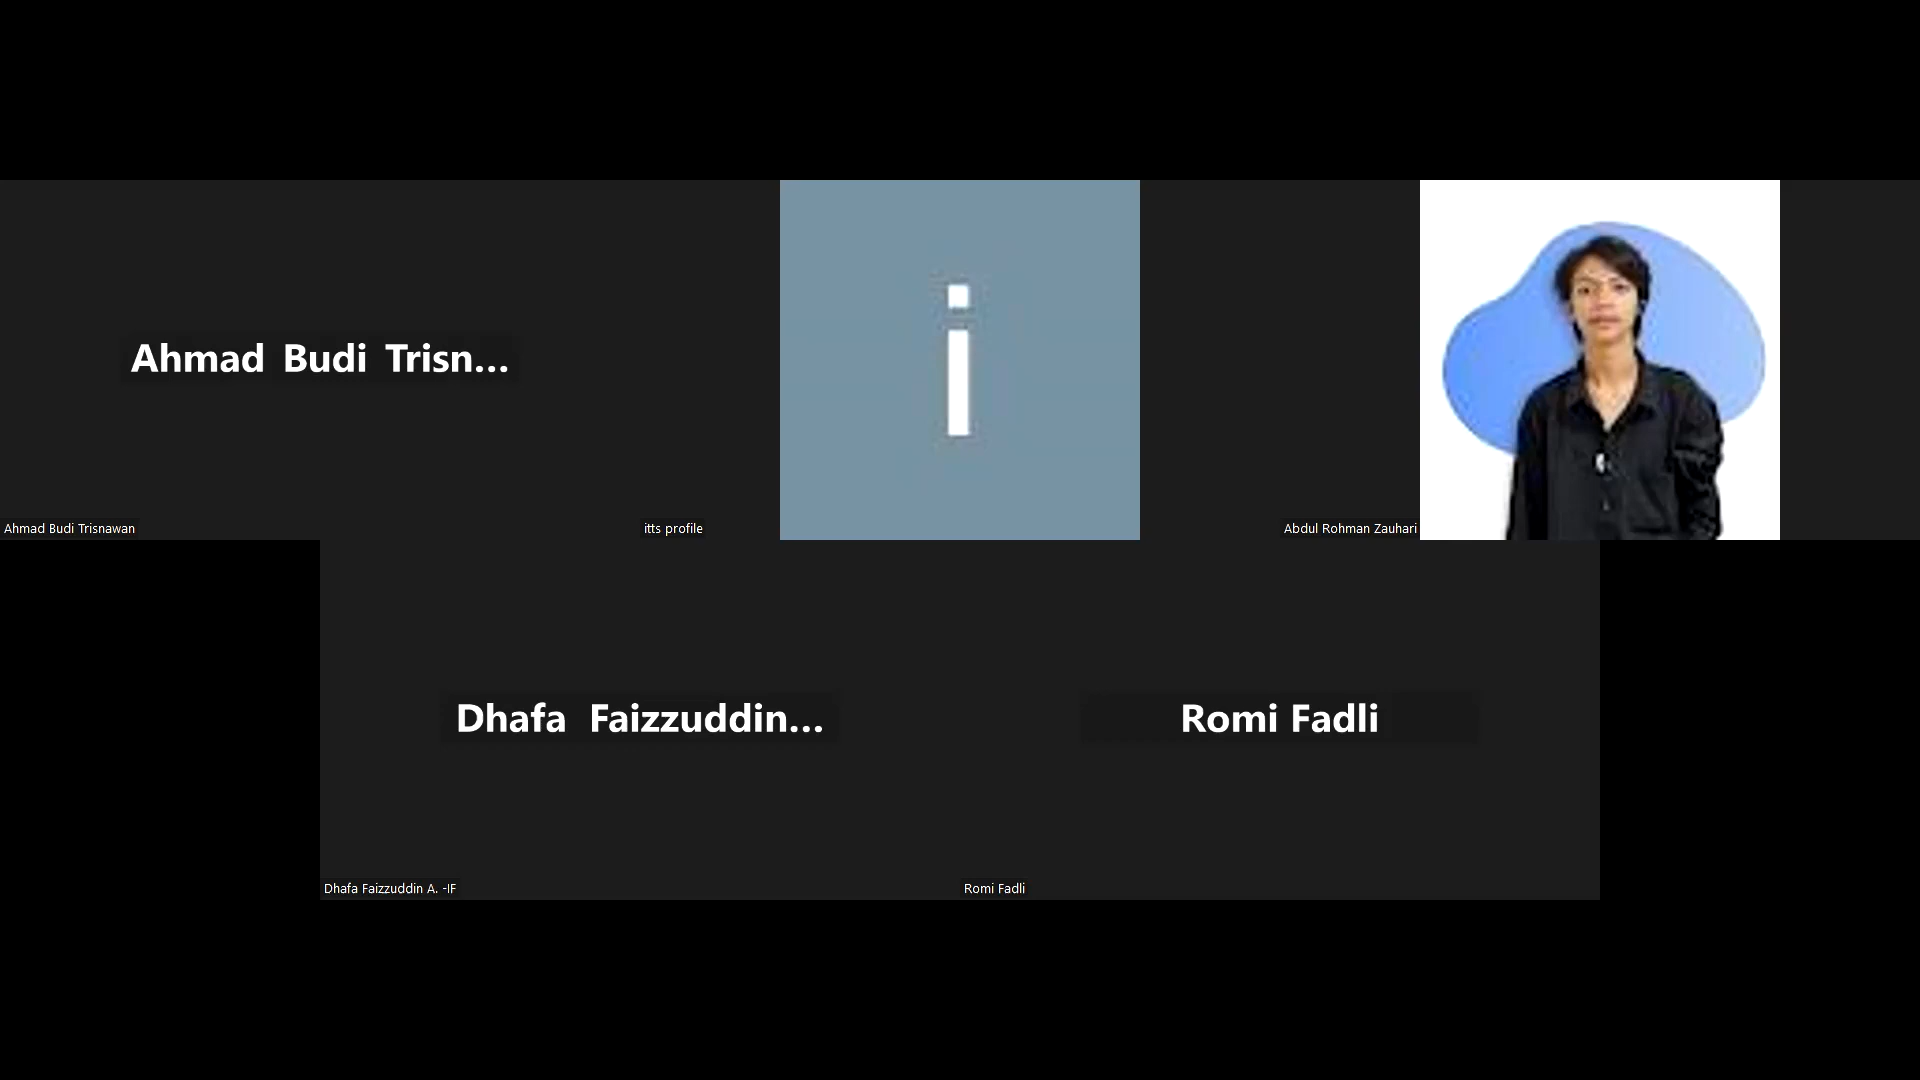 Ahmad Budi Trisn...
i
Ahmad Budi Trisnawan
itts profile
Abdul Rohman Zauhari
Dhafa Faizzuddin...
Romi Fadli
Dhafa Faizzuddin A. -IF
Romi Fadli